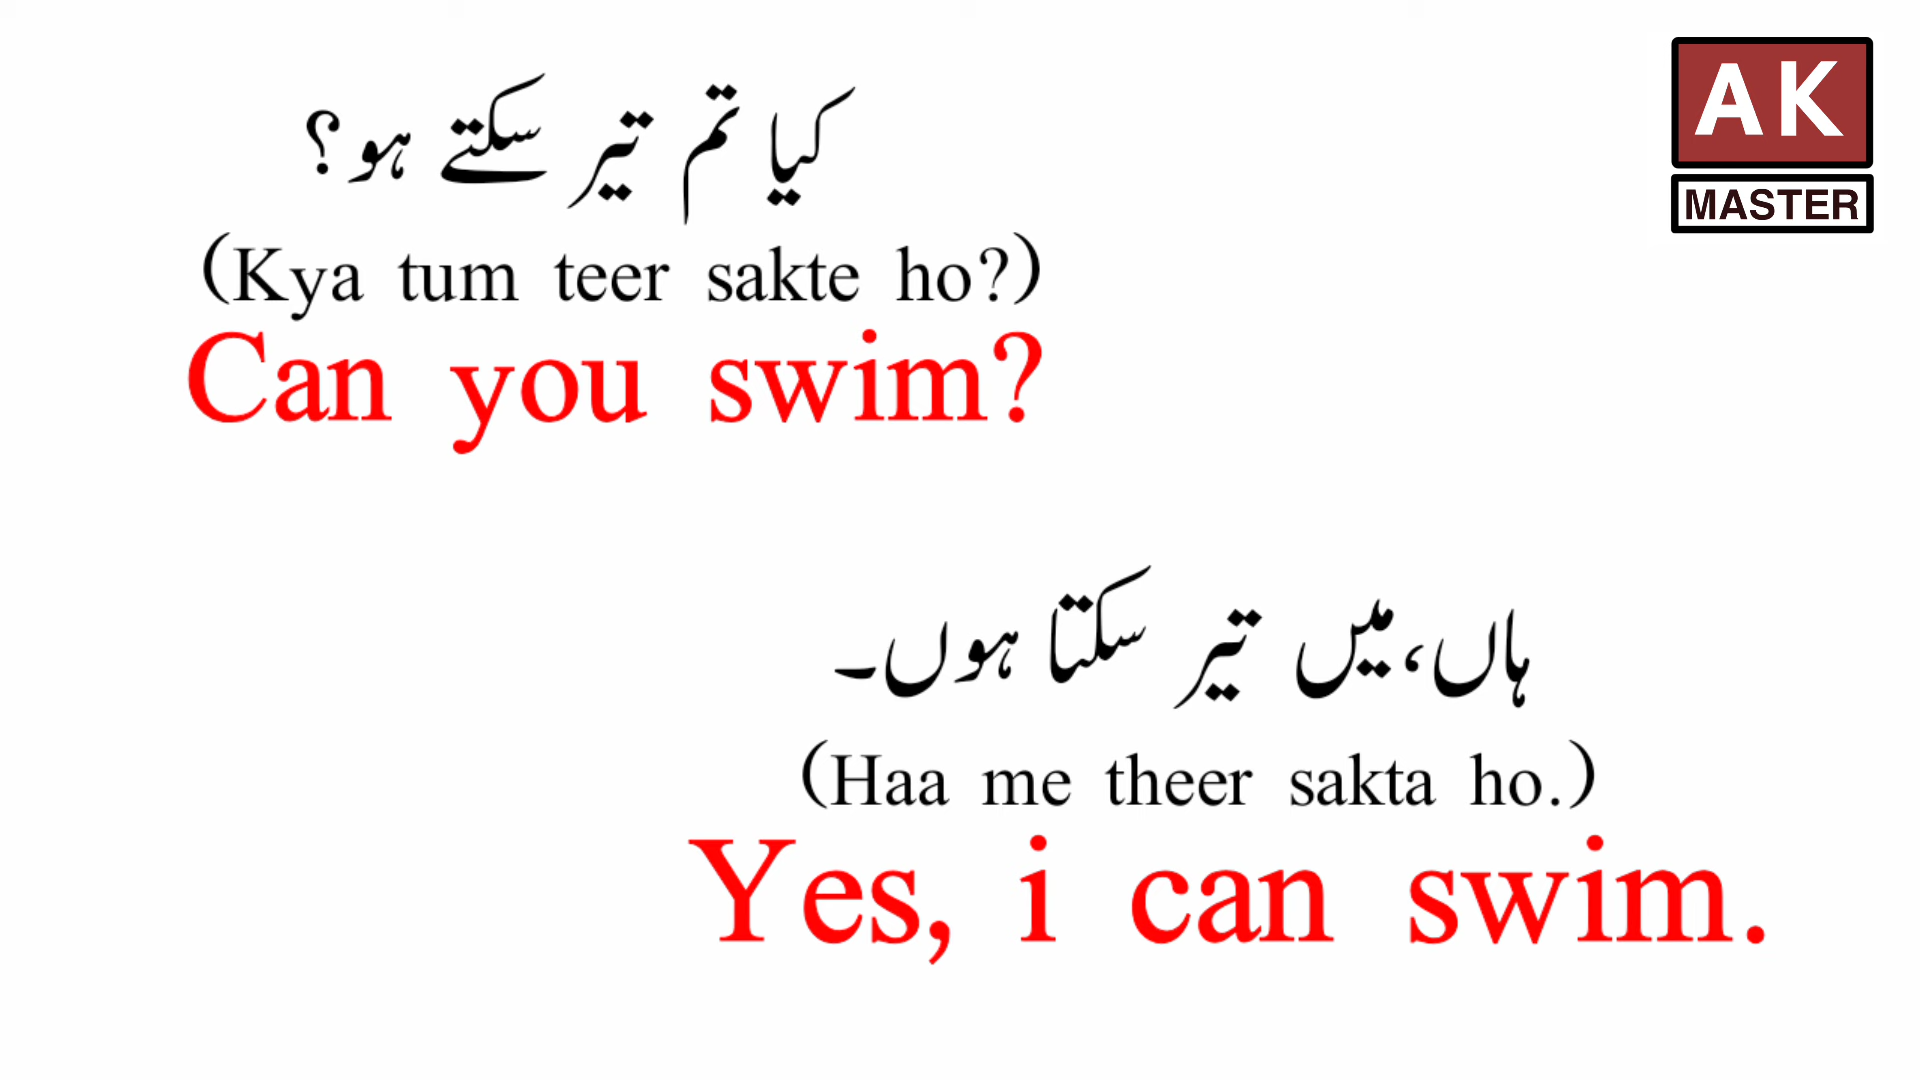 AK
MASTER
کیا تم تیر سکتے ہو؟
(Kya tum teer sakte ho?)
Can you swim?
ہاں، میں تیر سکتا ہوں۔
(Haa me theer sakta ho.)
Yes, i can swim.